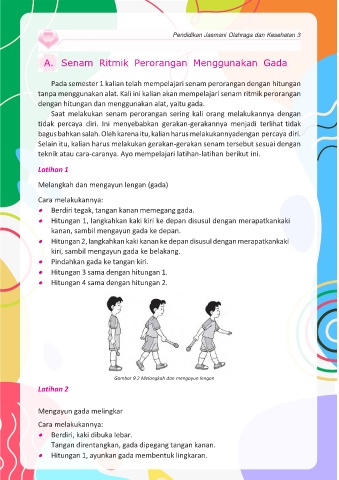 Pendidkan Jasmani Olahraga dan Kesehatan 3
A. Senam Ritmik Perorangan Menggunakan Gada
Pada semester 1 kalian telah mempelajari senam perorangan dengan hitungan
tanpa menggunakan alat. Kali ini kalian akan mempelajari senam ritmik perorangan
dengan hitungan dan menggunakan alat, yaitu gada.
Saat melakukan senam perorangan sering kali orang melakukannya dengan
tidak percaya diri. Ini menyebabkan gerakan-gerakannya menjadi terlihat tidak
bagus bahkan salah. Oleh karena itu, kalian harus melakukannyadengan percaya diri.
Selain itu, kalian harus melakukan gerakan-gerakan senam tersebut sesuai dengan
teknik atau cara-caranya. Ayo mempelajari latihan-latihan berikut ini.
Latihan 1
Melangkah dan mengayun lengan (gada)
Cara melakukannya:
• Berdiri tegak, tangan kanan memegang gada.
• Hitungan 1, langkahkan kaki kiri ke depan disusul dengan merapatkankaki
kanan, sambil mengayun gada ke depan.
• Hitungan 2, langkahkan kaki kanan ke depan disusul dengan merapatkankaki
kiri, sambil mengayun gada ke belakang.
• Pindahkan gada ke tangan kiri.
• Hitungan 3 sama dengan hitungan 1.
• Hitungan 4 sama dengan hitungan 2.
Gambar 9.2 Melangkah dan mengayun lengan
Latihan 2
Mengayun gada melingkar
Cara melakukannya:
• Berdiri, kaki dibuka lebar.
Tangan direntangkan, gada dipegang tangan kanan.
• Hitungan 1, ayunkan gada membentuk lingkaran.